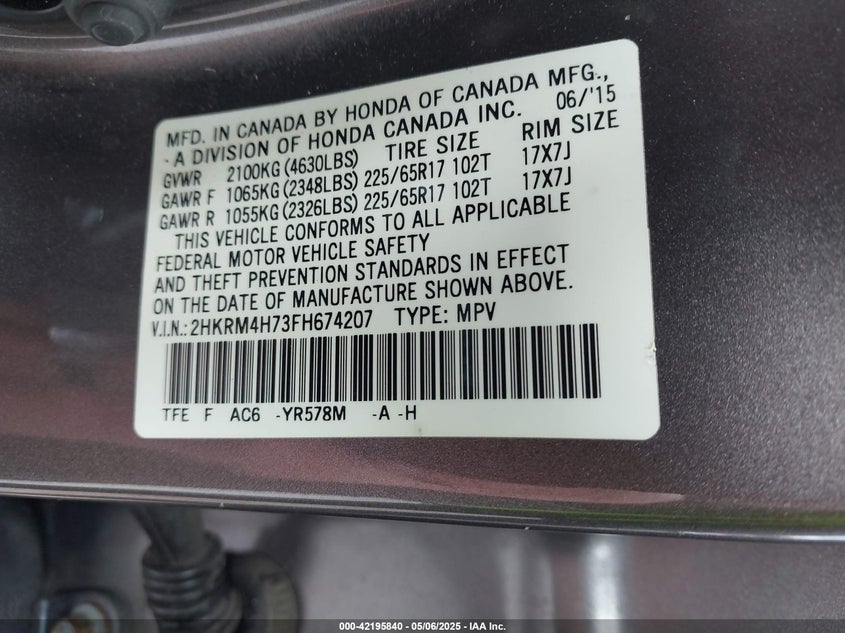 MFD. IN CANADA BY HONDA OF CANADA MFG.,
- A DIVISION OF HONDA CANADA INC. 06/'15
GVWR 2100KG (4630LBS) TIRE SIZE RIM SIZE
GAWR F 1065KG (2348LBS) 225/65R17 102T 17X7J
GAWR R 1055KG (2326LBS) 225/65R17 102T 17X7J
THIS VEHICLE CONFORMS TO ALL APPLICABLE
FEDERAL MOTOR VEHICLE SAFETY
AND THEFT PREVENTION STANDARDS IN EFFECT
ON THE DATE OF MANUFACTURE SHOWN ABOVE.
V.I.N.: 2HKRM4H73FH674207 TYPE: MPV
TFE F AC6 -YR578M -A -H
000-42195840 - 05/06/2025 - IAA Inc.